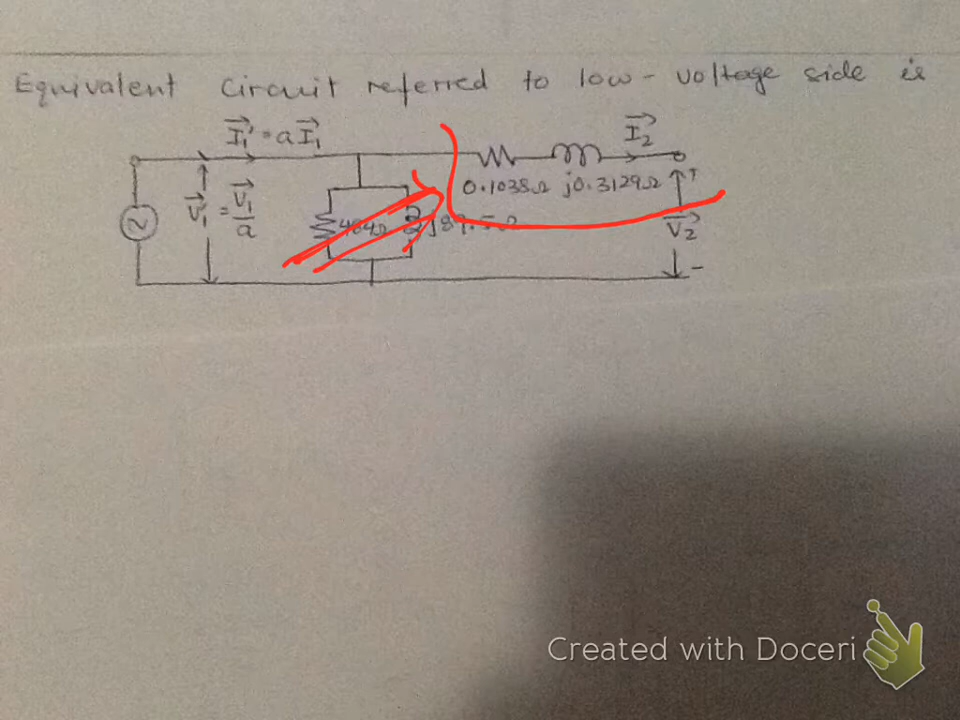 Equivalent circuit referred to low-voltage side is
I₁' = aI₁
I₂
0.1038Ω j0.3129Ω
V₁' = V₁/a
+
V₂
-
Created with Doceri